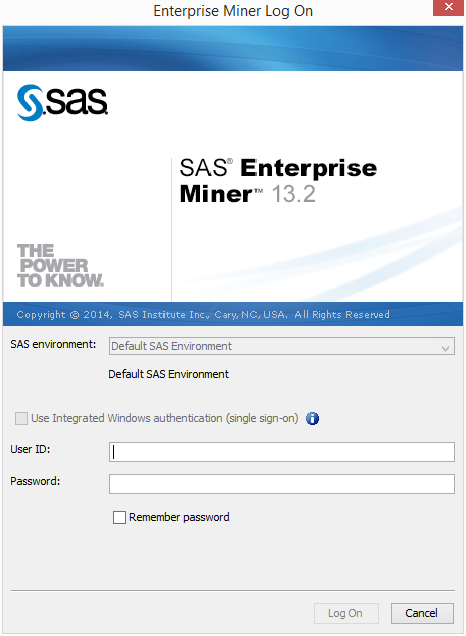 Enterprise Miner Log On
sas.
SAS® Enterprise
Miner™ 13.2
THE
POWER
TO KNOW.
Copyright © 2014, SAS Institute Inc., Cary, NC, USA. All Rights Reserved
SAS environment: Default SAS Environment
Default SAS Environment
Use Integrated Windows authentication (single sign-on)
User ID:
Password:
Remember password
Log On Cancel